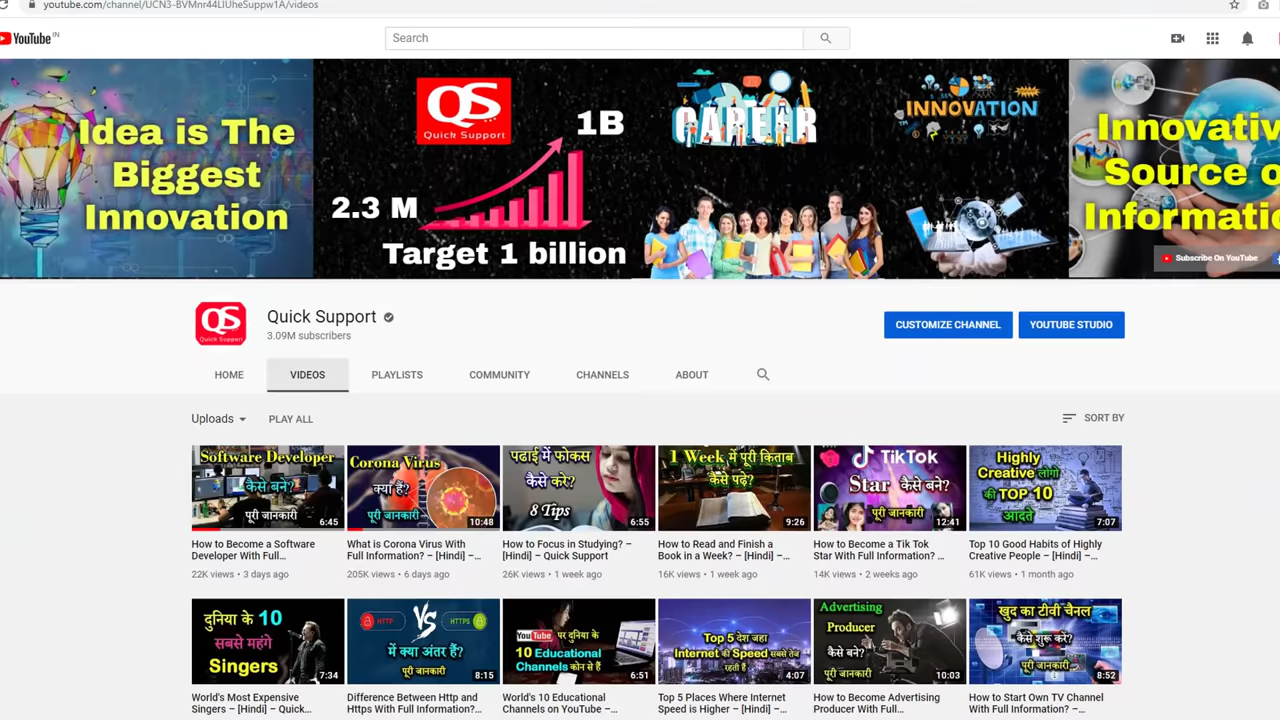 youtube.com/channel/UCN3-8VMnr44LlUheSuppw1A/videos
YouTube IN
Search
Idea is The
Biggest
Innovation
QS
Quick Support
1B
2.3 M
Target 1 billion
CAREER
INNOVATION
Innovativ
Source o
Informatic
Subscribe On YouTube
QS
Quick Support
Quick Support
3.09M subscribers
CUSTOMIZE CHANNEL
YOUTUBE STUDIO
HOME
VIDEOS
PLAYLISTS
COMMUNITY
CHANNELS
ABOUT
Uploads
PLAY ALL
SORT BY
Software Developer
कैसे बने?
पूरी जानकारी
6:45
Corona Virus
क्या हैं?
पूरी जानकारी
10:48
पढाई में फोकस
कैसे करे?
8 Tips
6:55
1 Week में पूरी किताब
कैसे पढ़े?
9:26
TikTok
Star कैसे बने?
पूरी जानकारी
12:41
Highly
Creative लोगो
की TOP 10
आदते
7:07
How to Become a Software
Developer With Full...
22K views • 3 days ago
What is Corona Virus With
Full Information? – [Hindi] –...
205K views • 6 days ago
How to Focus in Studying? –
[Hindi] – Quick Support
26K views • 1 week ago
How to Read and Finish a
Book in a Week? – [Hindi] –...
16K views • 1 week ago
How to Become a Tik Tok
Star With Full Information? ...
14K views • 2 weeks ago
Top 10 Good Habits of Highly
Creative People – [Hindi] –...
61K views • 1 month ago
दुनिया के 10
सबसे महंगे
Singers
7:34
HTTP
VS
HTTPS
में क्या अंतर हैं?
पूरी जानकारी
8:15
YouTube पर दुनिया के
10 Educational
Channels कौन से हैं
6:51
Top 5 देश जहा
Internet की Speed सबसे तेज
रहती हैं
4:07
Advertising
Producer
कैसे बने?
पूरी जानकारी
10:03
खुद का टीवी चैनल
कैसे शुरू करे?
पूरी जानकारी
8:52
World's Most Expensive
Singers – [Hindi] – Quick...
Difference Between Http and
Https With Full Information?...
World's 10 Educational
Channels on YouTube –...
Top 5 Places Where Internet
Speed is Higher – [Hindi] –...
How to Become Advertising
Producer With Full...
How to Start Own TV Channel
With Full Information? –...